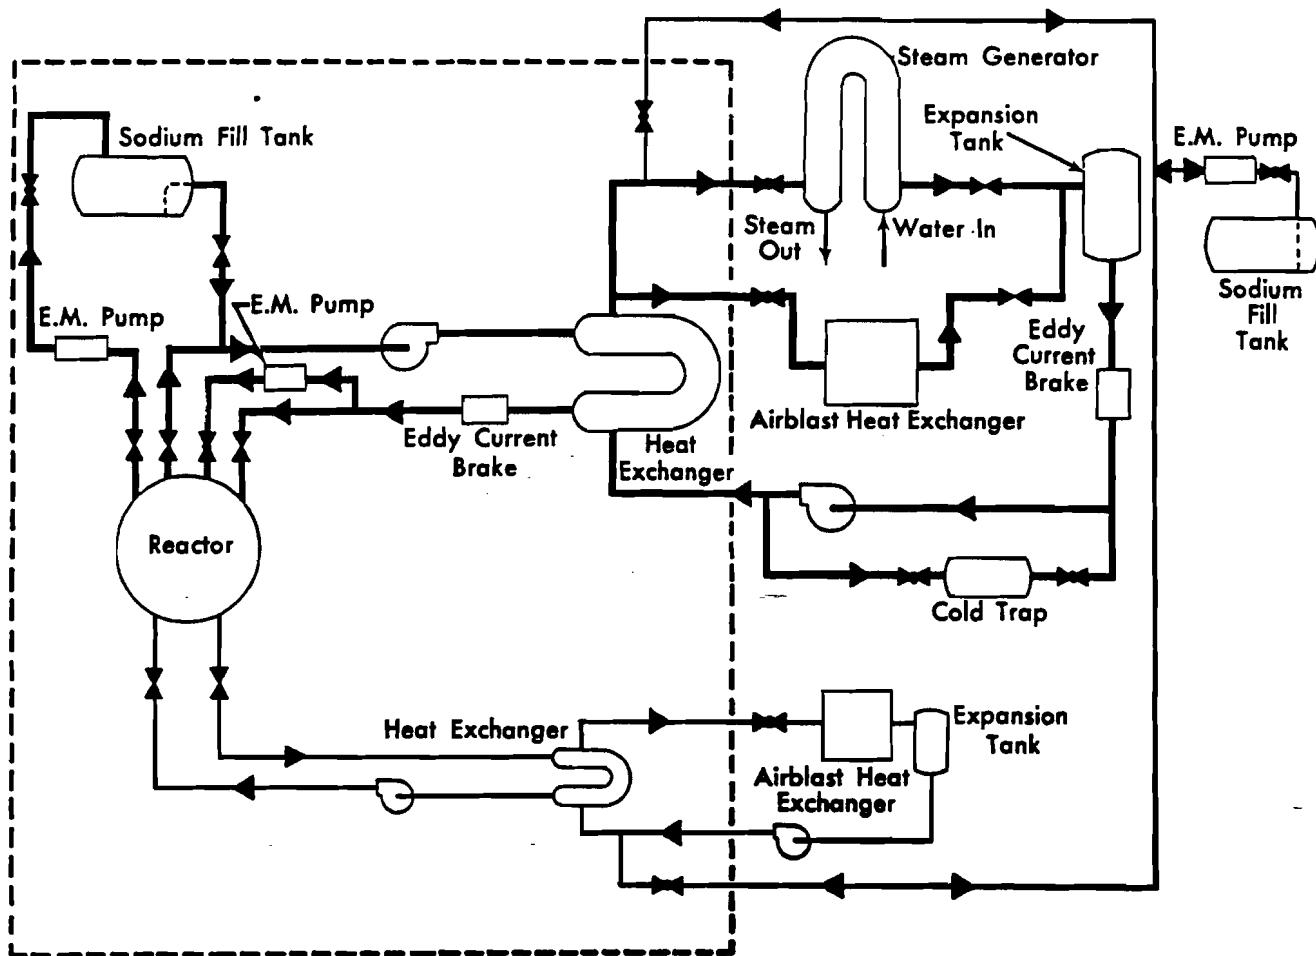 Steam Generator
Expansion
Tank
E.M. Pump
Sodium Fill Tank
Steam
Out
Water In
Sodium
Fill
Tank
E.M. Pump
E.M. Pump
Eddy
Current
Brake
Airblast Heat Exchanger
Eddy Current
Brake
Heat
Exchanger
Reactor
Cold Trap
Heat Exchanger
Expansion
Tank
Airblast Heat
Exchanger